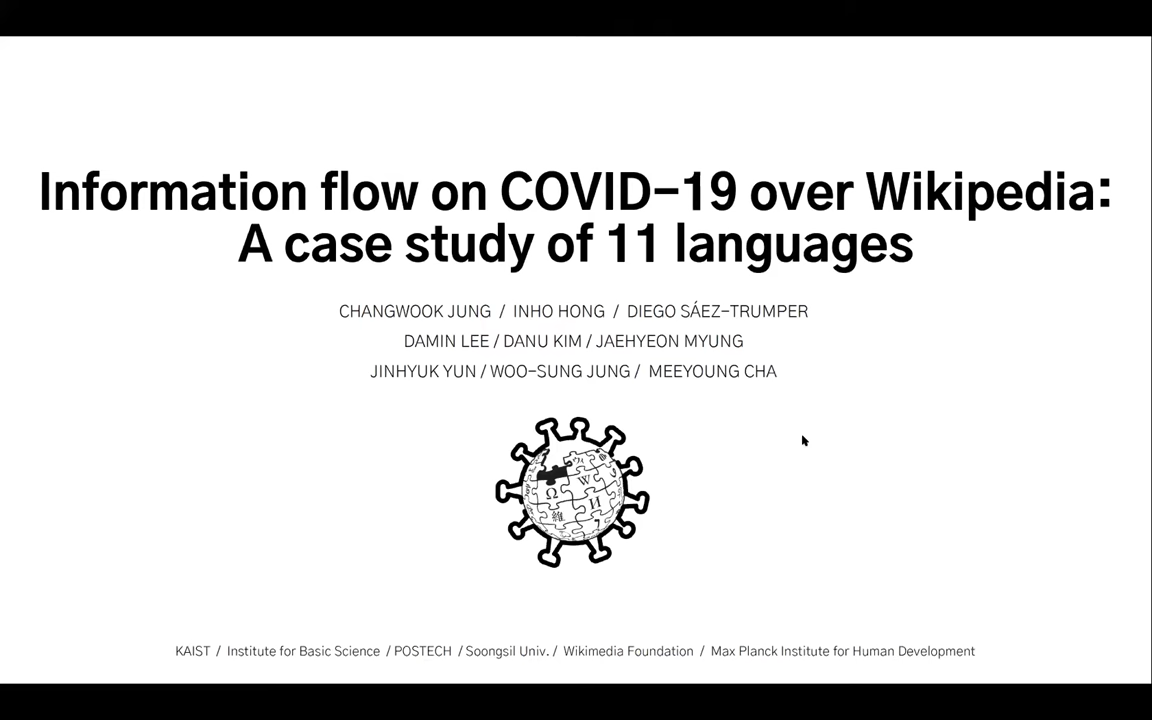 Information flow on COVID-19 over Wikipedia:
A case study of 11 languages
CHANGWOOK JUNG / INHO HONG / DIEGO SÁEZ-TRUMPER
DAMIN LEE / DANU KIM / JAEHYEON MYUNG
JINHYUK YUN / WOO-SUNG JUNG / MEEYOUNG CHA
Ω W
維 И
KAIST / Institute for Basic Science / POSTECH / Soongsil Univ. / Wikimedia Foundation / Max Planck Institute for Human Development